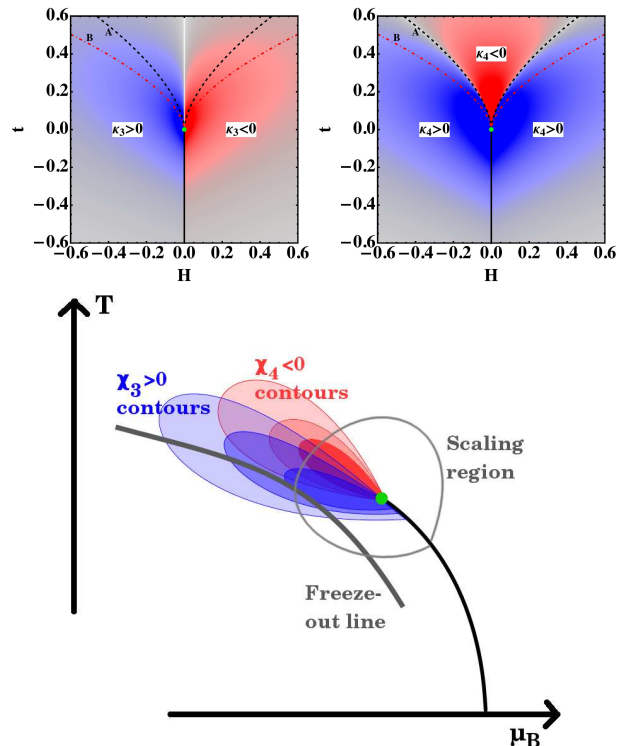 0.6
0.4
0.2
0.0
−0.2
−0.4
−0.6
t
B
A
κ₃>0
κ₃<0
−0.6 −0.4 −0.2 0.0 0.2 0.4 0.6
H
0.6
0.4
0.2
0.0
−0.2
−0.4
−0.6
t
B
A
κ₄<0
κ₄>0
κ₄>0
−0.6 −0.4 −0.2 0.0 0.2 0.4 0.6
H
T
χ₃>0
contours
χ₄<0
contours
Scaling
region
Freeze-
out line
μ_B